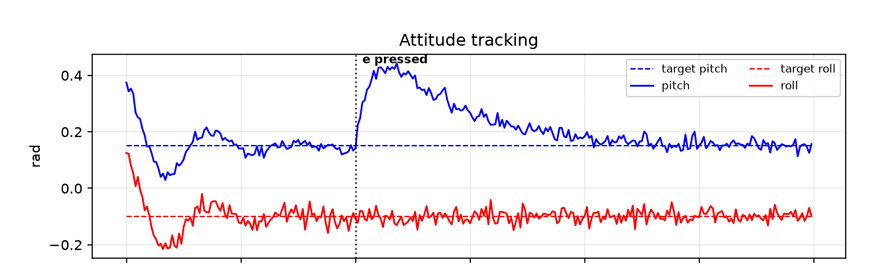 Attitude tracking
e pressed
target pitch
pitch
target roll
roll
rad
0.4
0.2
0.0
−0.2